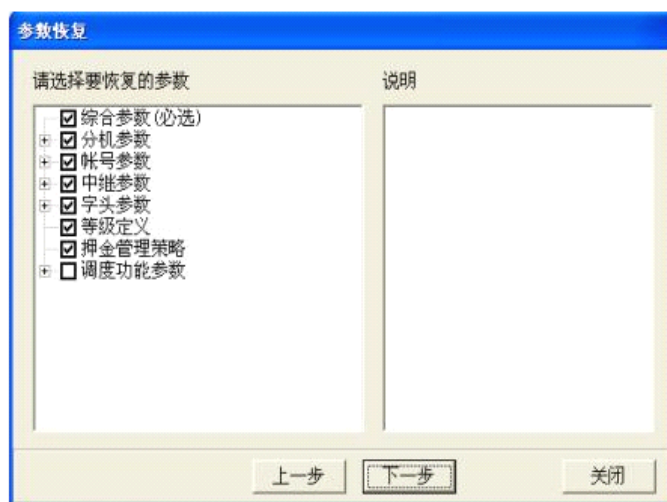 参数恢复
请选择要恢复的参数
说明
综合参数(必选)
分机参数
帐号参数
中继参数
字头参数
等级定义
押金管理策略
调度功能参数
上一步
下一步
关闭